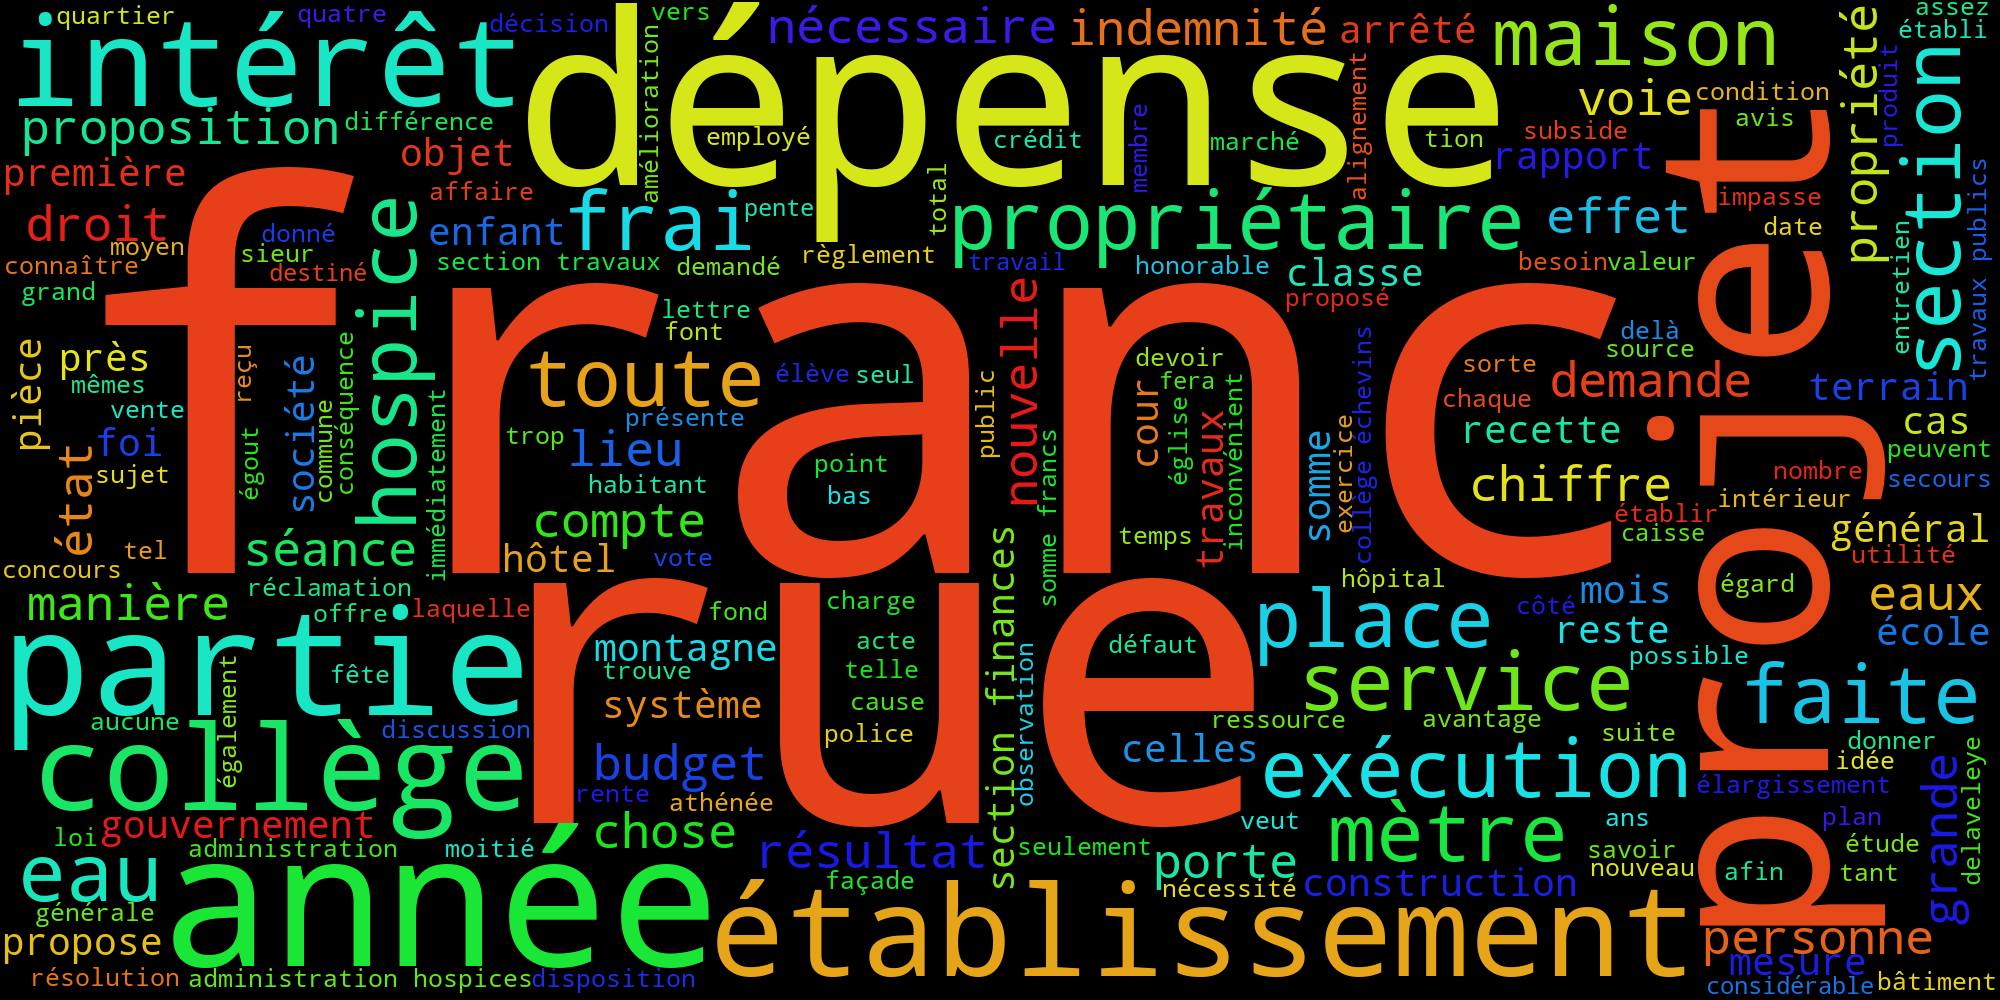 quartier
quatre
décision
vers
nécessaire
indemnité
arrêté
maison
assez
établi
intérêt
dépense
propriété
section
produit
amélioration
alignement
voie
condition
avis
proposition
différence
employé
membre
crédit
marché
tion
subside
rapport
objet
première
affaire
total
impasse
droit
hospice
enfant
frai
pente
propriétaire
effet
date
moyen
donné
sieur
règlement
entretien
travaux publics
connaître
destiné
section travaux
demandé
travail
honorable
classe
besoin
valeur
grand
franc
projet
lettre
proposé
font
nouvelle
delà
source
pièce
près
reçu
société
conséquence
toute
élève
seul
devoir
fera
collège échevins
sorte
demande
terrain
mêmes
vente
commune
immédiatement
présente
public
cour
église
travaux
inconvénient
chaque
cas
foi
égout
trop
lieu
point
somme francs
somme
exercice
recette
peuvent
état
sujet
habitant
bas
chiffre
nombre
secours
intérieur
compte
établir
séance
temps
caisse
général
tel
hôtel
vote
utilité
concours
réclamation
hôpital
égard
manière
offre
laquelle
rue
fond
charge
section finances
place
côté
mois
eaux
partie
montagne
acte
défaut
reste
école
fête
trouve
telle
observation
service
possible
faite
également
système
cause
aucune
discussion
police
ressource
avantage
suite
collège
budget
celles
donner
idée
delaveleye
exécution
rente
athénée
élargissement
grande
gouvernement
chose
veut
mètre
ans
plan
loi
administration
moitié
résultat
seulement
savoir
étude
eau
année
porte
nouveau
façade
nécessité
construction
afin
tant
générale
établissement
propose
personne
mesure
résolution
administration hospices
disposition
considérable
bâtiment